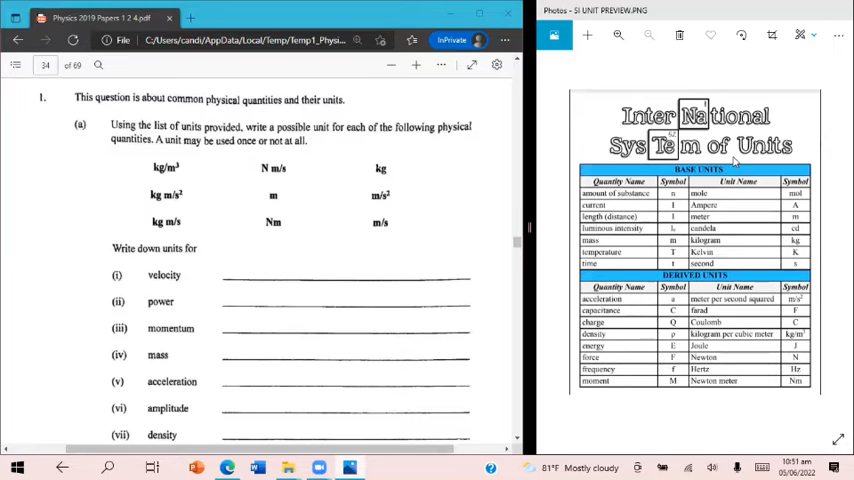 Physics 2019 Papers 1 2 4.pdf
File
C:/Users/candi/AppData/Local/Temp/Temp1_Physi...
InPrivate
34
of 69
1.
This question is about common physical quantities and their units.
(a)
Using the list of units provided, write a possible unit for each of the following physical
quantities. A unit may be used once or not at all.
kg/m³ N m/s kg
kg m/s² m m/s²
kg m/s Nm m/s
Write down units for
(i) velocity
(ii) power
(iii) momentum
(iv) mass
(v) acceleration
(vi) amplitude
(vii) density
Photos - SI UNIT PREVIEW.PNG
Inter National
Sys Te m of Units
BASE UNITS
Quantity Name Symbol Unit Name Symbol
amount of substance n mole mol
current I Ampere A
length (distance) l meter m
luminous intensity candela cd
mass m kilogram kg
temperature T Kelvin K
time t second s
DERIVED UNITS
Quantity Name Symbol Unit Name Symbol
acceleration a meter per second squared m/s²
capacitance C farad F
charge Q Coulomb C
density ρ kilogram per cubic meter kg/m³
energy E Joule J
force F Newton N
frequency f Hertz Hz
moment M Newton meter Nm
81°F Mostly cloudy
10:51 am
05/06/2022